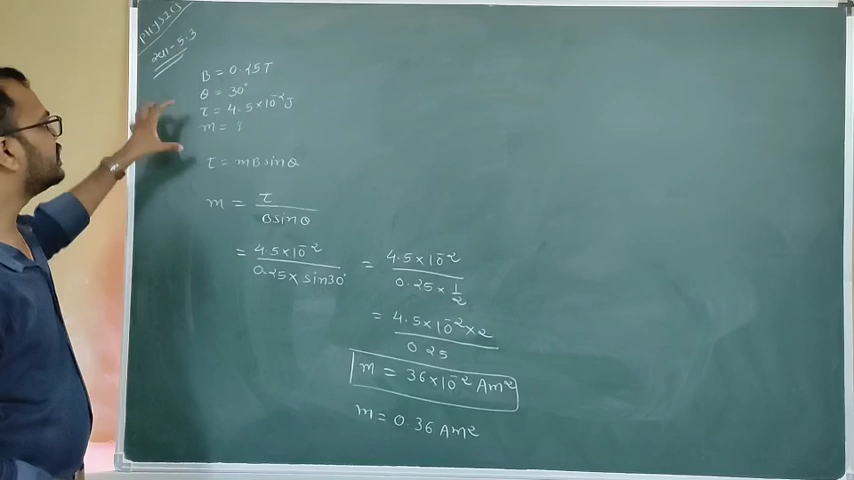 PHYSICS
2011-5.3
B = 0.25T
θ = 30°
τ = 4.5×10⁻²J
m = ?
τ = mBsinθ
m = τ / Bsinθ
= 4.5×10⁻² / 0.25×sin30° = 4.5×10⁻² / 0.25×1/2
= 4.5×10⁻²×2 / 0.25
m = 36×10⁻² Am²
m = 0.36 Am²